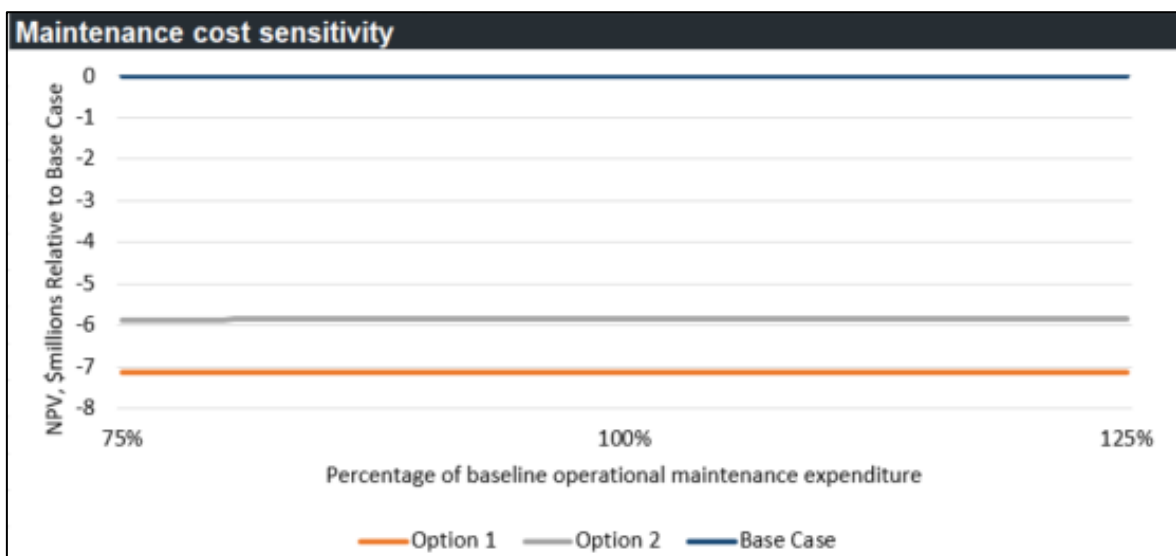 Maintenance cost sensitivity
NPV, $millions Relative to Base Case
0
-1
-2
-3
-4
-5
-6
-7
-8
75% 100% 125%
Percentage of baseline operational maintenance expenditure
Option 1 Option 2 Base Case